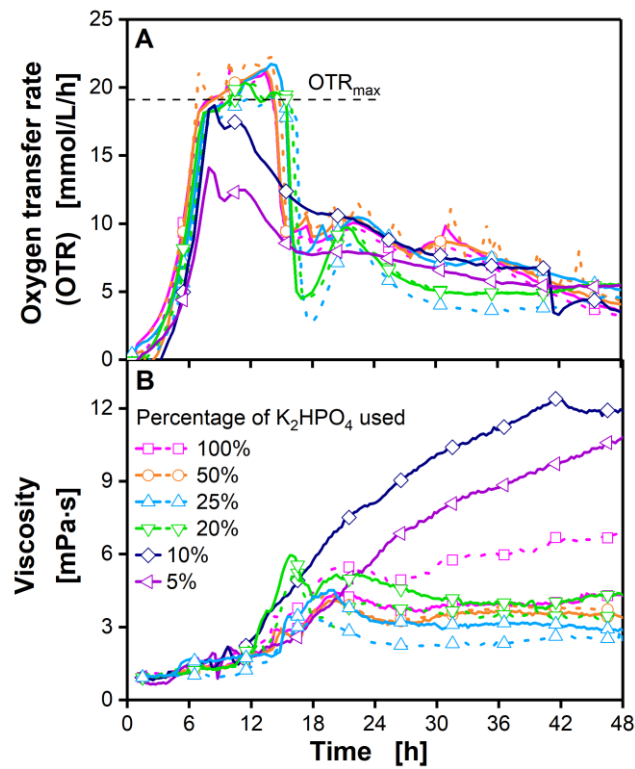 A
OTRmax
Oxygen transfer rate
(OTR) [mmol/L/h]
25
20
15
10
5
0
B
Percentage of K2HPO4 used
100%
50%
25%
20%
10%
5%
Viscosity
[mPa·s]
12
9
6
3
0
0 6 12 18 24 30 36 42 48
Time [h]